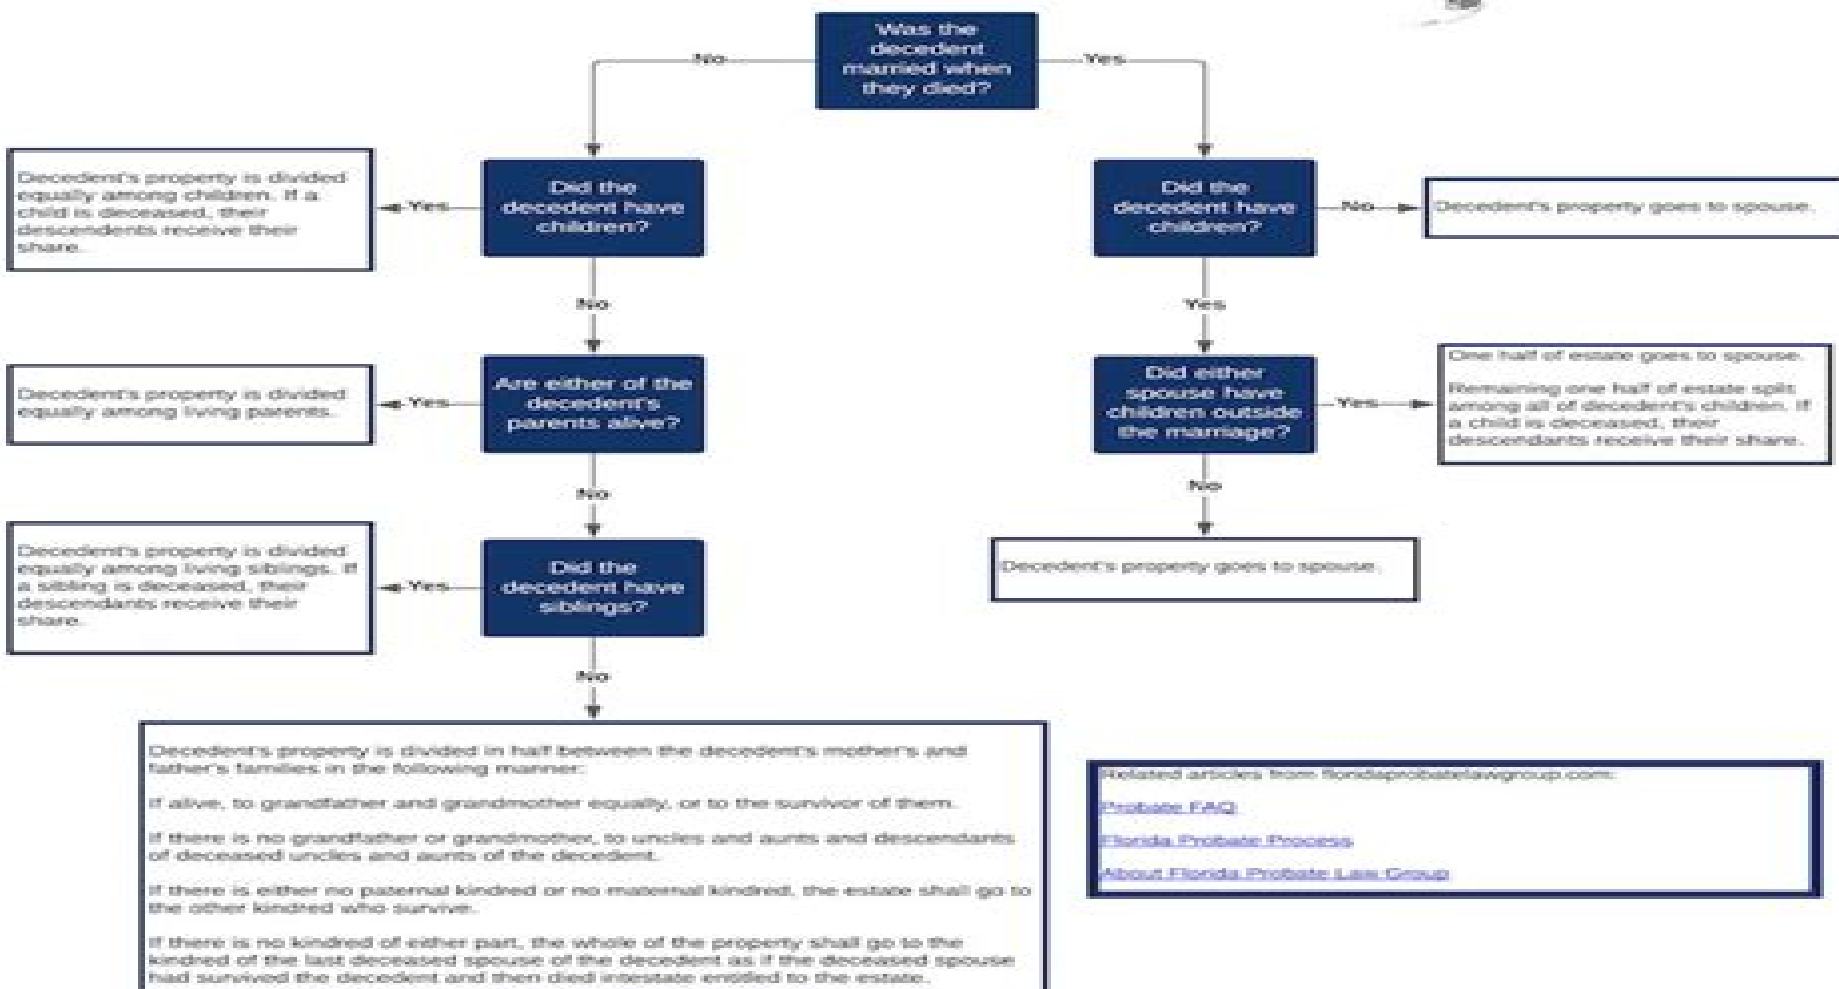 Was the
decedent
married when
they died?
No
Yes
Decedent's property is divided
equally among children. If a
child is deceased, their
descendents receive their
share.
Yes
Did the
decedent have
children?
Did the
decedent have
children?
No
Decedent's property goes to spouse.
No
Yes
Decedent's property is divided
equally among living parents.
Yes
Are either of the
decedent's
parents alive?
Did either
spouse have
children outside
the marriage?
Yes
One half of estate goes to spouse.
Remaining one half of estate split
among all of decedent's children. If
a child is deceased, their
descendants receive their share.
No
No
Decedent's property is divided
equally among living siblings. If
a sibling is deceased, their
descendants receive their
share.
Yes
Did the
decedent have
siblings?
Decedent's property goes to spouse.
No
Decedent's property is divided in half between the decedent's mother's and
father's families in the following manner:
If alive, to grandfather and grandmother equally, or to the survivor of them.
If there is no grandfather or grandmother, to uncles and aunts and descendants
of deceased uncles and aunts of the decedent.
If there is either no paternal kindred or no maternal kindred, the estate shall go to
the other kindred who survive.
If there is no kindred of either part, the whole of the property shall go to the
kindred of the last deceased spouse of the decedent as if the deceased spouse
had survived the decedent and then died intestate entitled to the estate.
Related articles from floridaprobatelawgroup.com:
Probate FAQ
Florida Probate Process
About Florida Probate Law Group